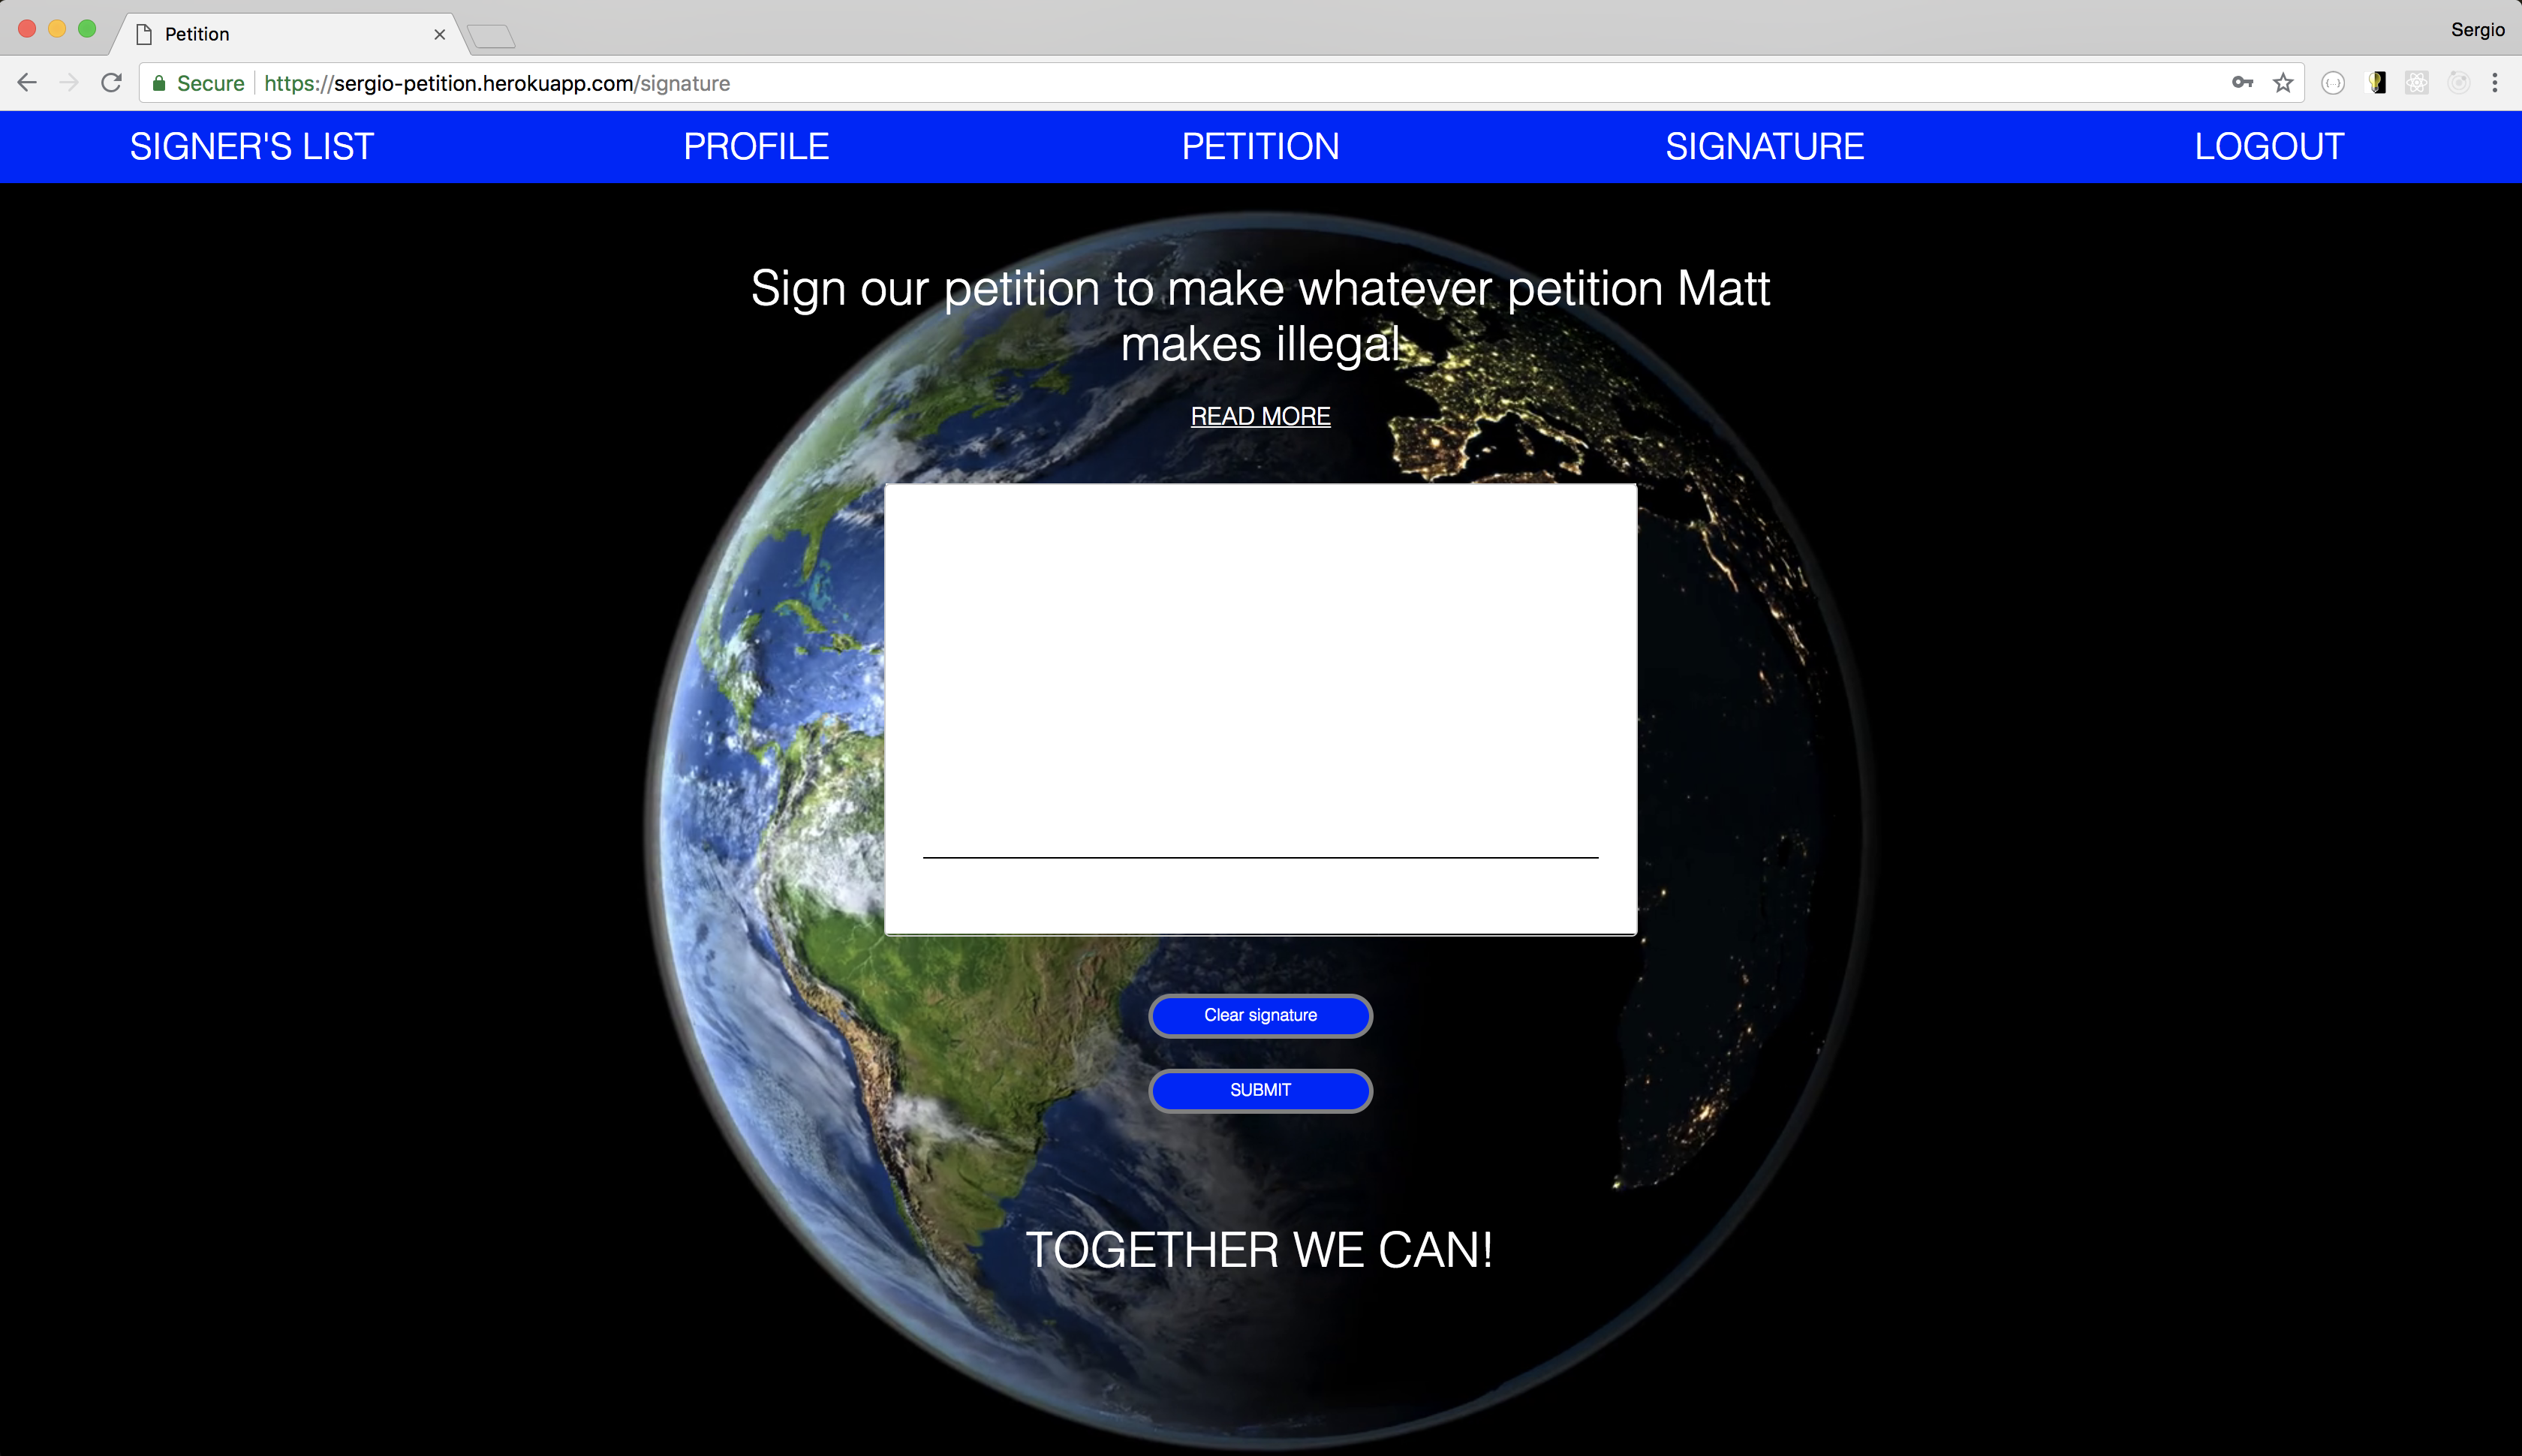 Petition
Sergio
Secure https://sergio-petition.herokuapp.com/signature
SIGNER'S LIST PROFILE PETITION SIGNATURE LOGOUT
Sign our petition to make whatever petition Matt
makes illegal
READ MORE
Clear signature
SUBMIT
TOGETHER WE CAN!